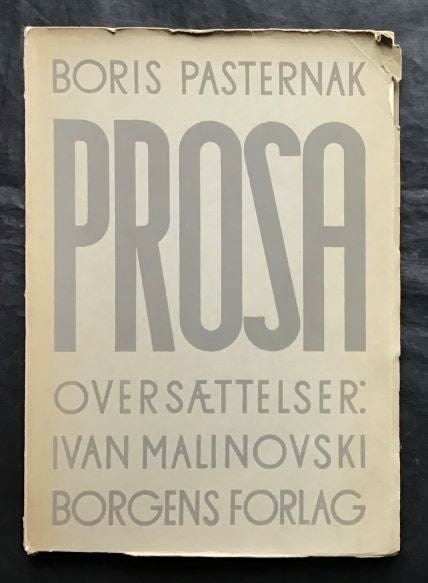 BORIS PASTERNAK
PROSA
OVERSÆTTELSER:
IVAN MALINOVSKI
BORGENS FORLAG